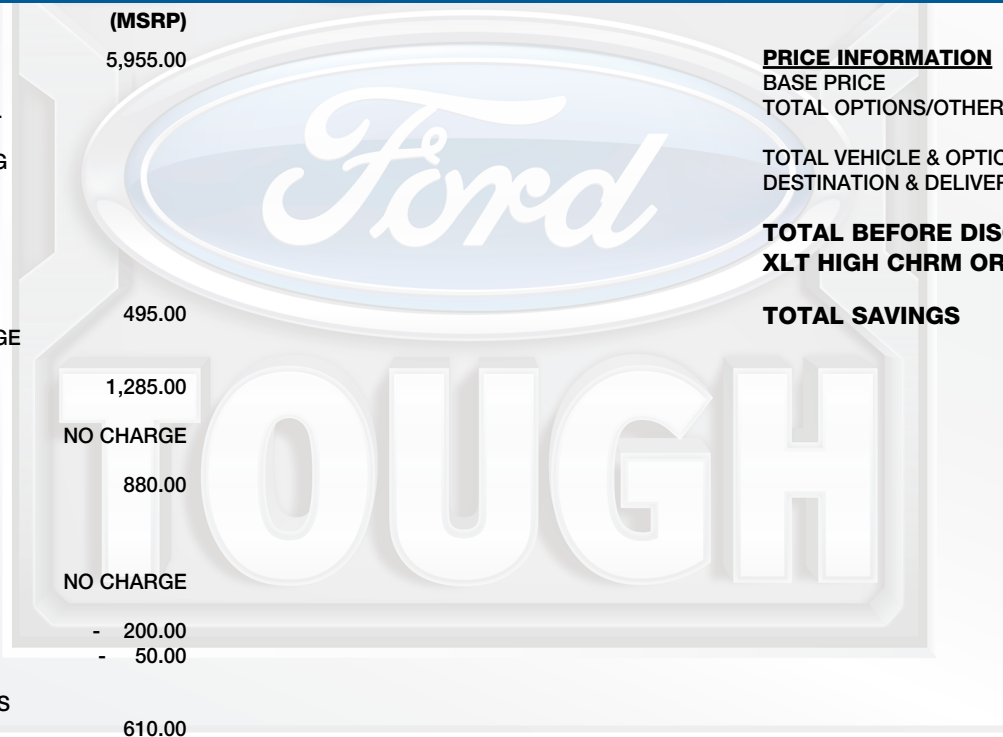 (MSRP)
5,955.00
G
495.00
GE
1,285.00
NO CHARGE
880.00
NO CHARGE
- 200.00
- 50.00
S
610.00
Ford
TOUGH
PRICE INFORMATION
BASE PRICE
TOTAL OPTIONS/OTHER
TOTAL VEHICLE & OPTIO
DESTINATION & DELIVER
TOTAL BEFORE DIS
XLT HIGH CHRM OR
TOTAL SAVINGS